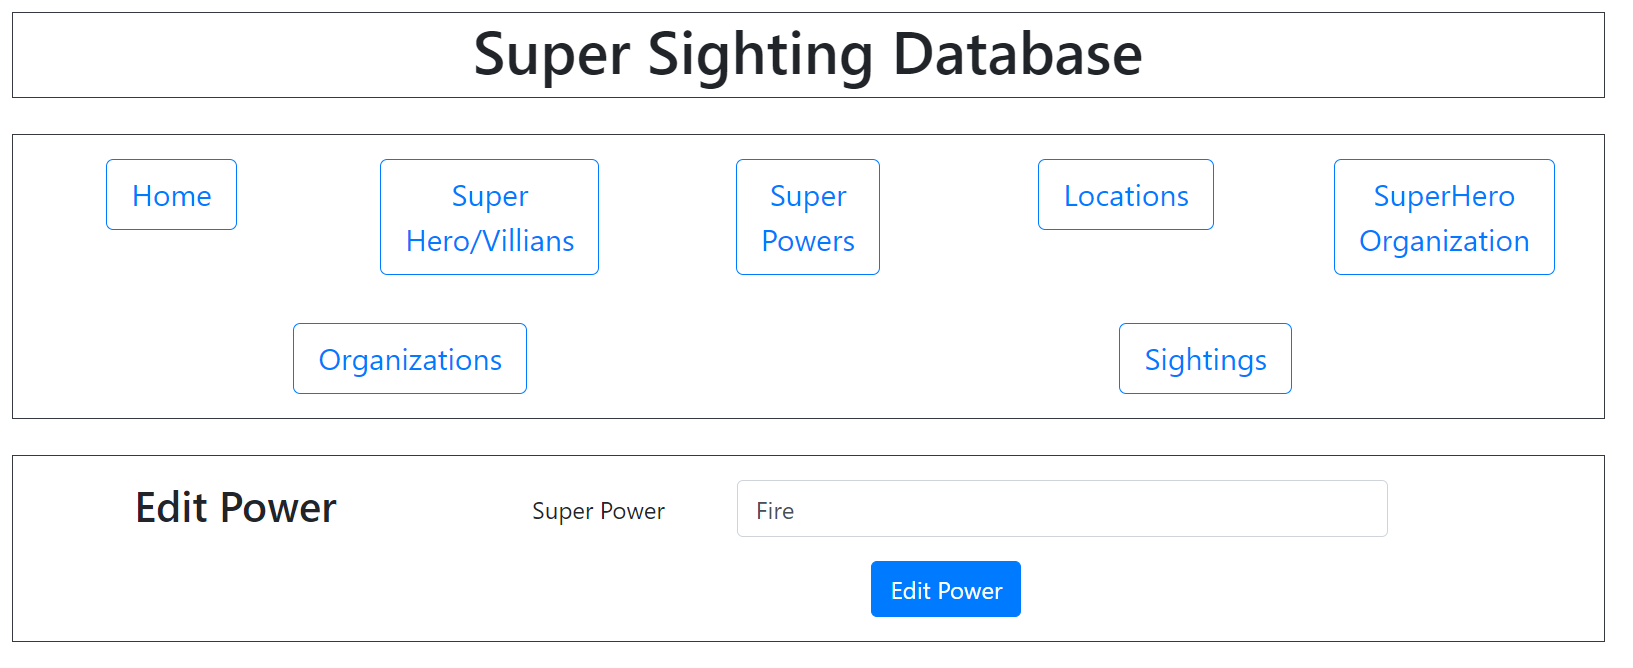 Super Sighting Database
Home
Super
Hero/Villians
Super
Powers
Locations
SuperHero
Organization
Organizations
Sightings
Edit Power
Super Power
Fire
Edit Power